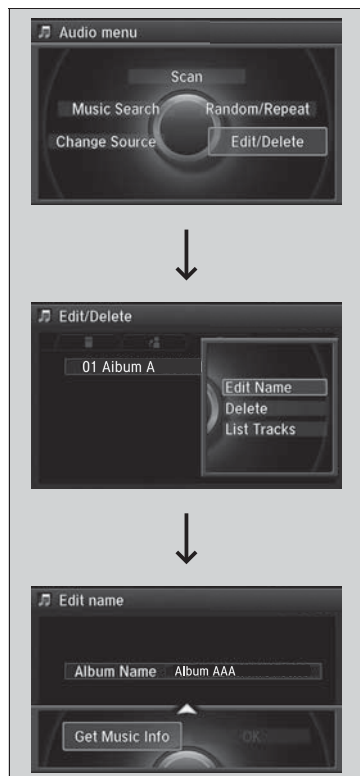 Audio menu
Scan
Music Search
Random/Repeat
Change Source
Edit/Delete
Edit/Delete
01 Aibum A
Edit Name
Delete
List Tracks
Edit name
Album Name Album AAA
Get Music Info
OK